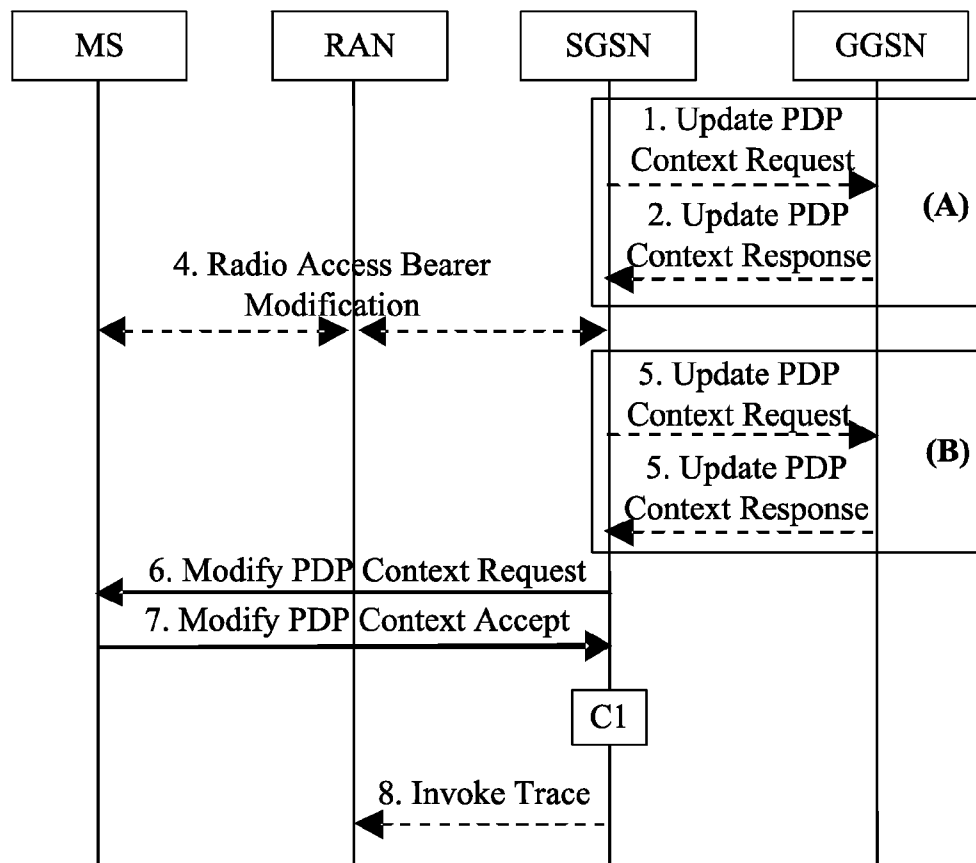 MS
RAN
SGSN
GGSN
1. Update PDP
Context Request
(A)
2. Update PDP
Context Response
4. Radio Access Bearer
Modification
5. Update PDP
Context Request
(B)
5. Update PDP
Context Response
6. Modify PDP Context Request
7. Modify PDP Context Accept
C1
8. Invoke Trace